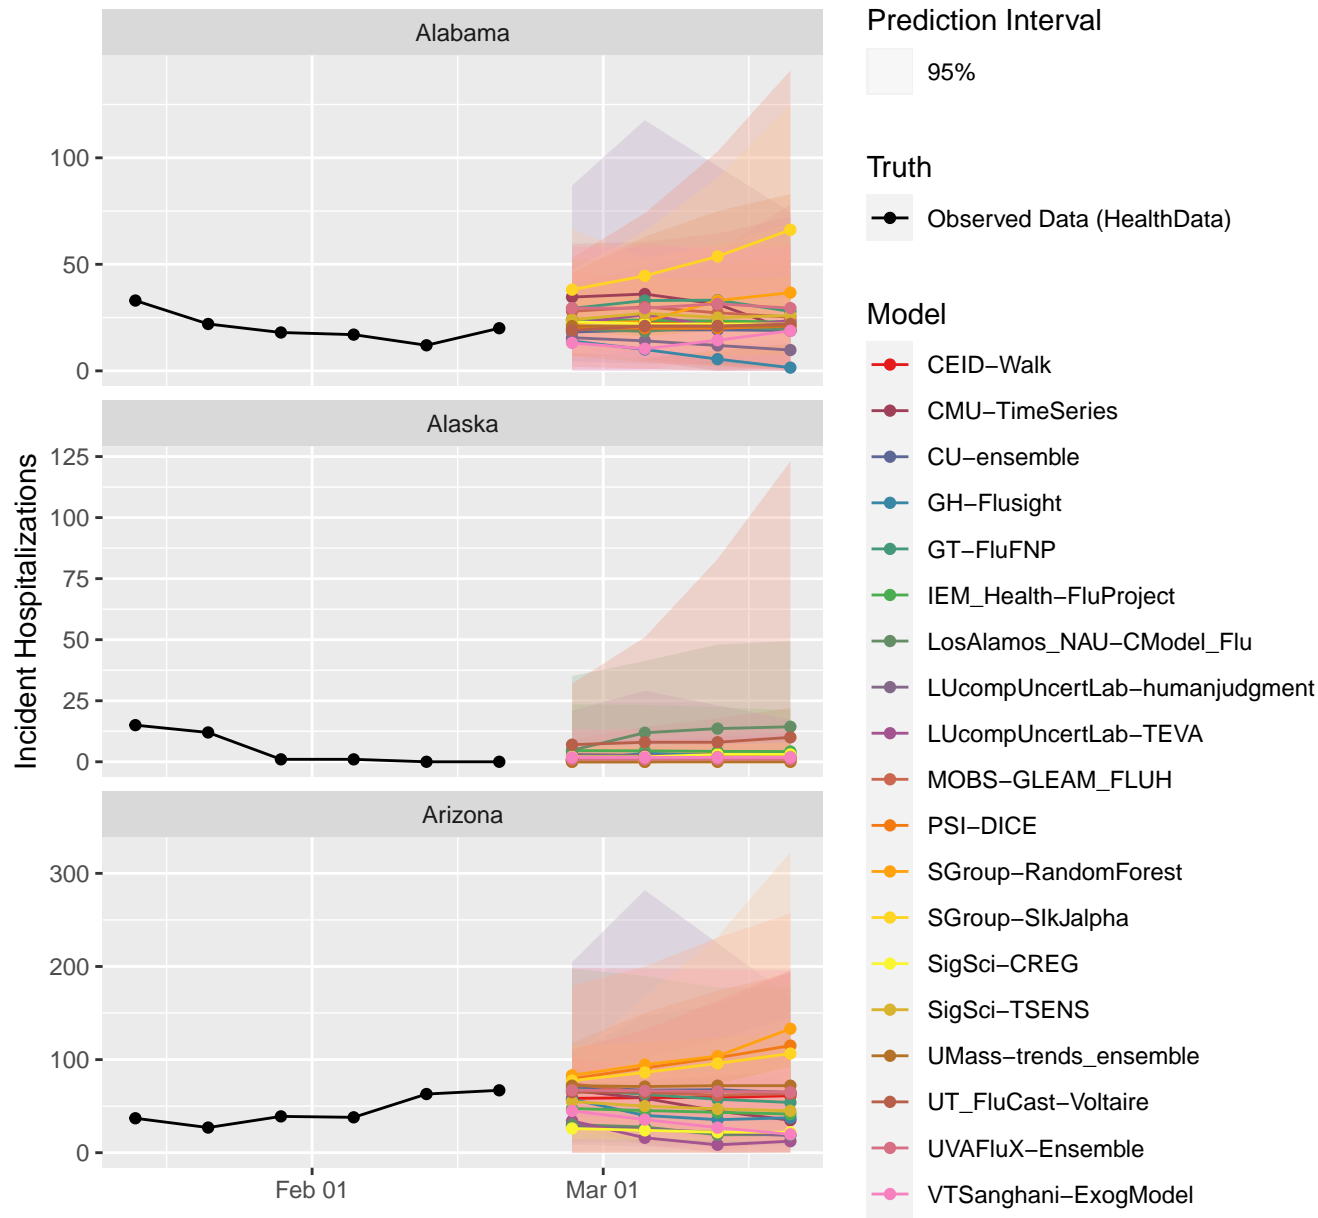 Alabama
100
50
0
Alaska
125
100
75
50
25
0
Arizona
300
200
100
0
Feb 01
Mar 01
Incident Hospitalizations
Prediction Interval
95%
Truth
Observed Data (HealthData)
Model
CEID−Walk
CMU−TimeSeries
CU−ensemble
GH−Flusight
GT−FluFNP
IEM_Health−FluProject
LosAlamos_NAU−CModel_Flu
LUcompUncertLab−humanjudgment
LUcompUncertLab−TEVA
MOBS−GLEAM_FLUH
PSI−DICE
SGroup−RandomForest
SGroup−SIkJalpha
SigSci−CREG
SigSci−TSENS
UMass−trends_ensemble
UT_FluCast−Voltaire
UVAFluX−Ensemble
VTSanghani−ExogModel